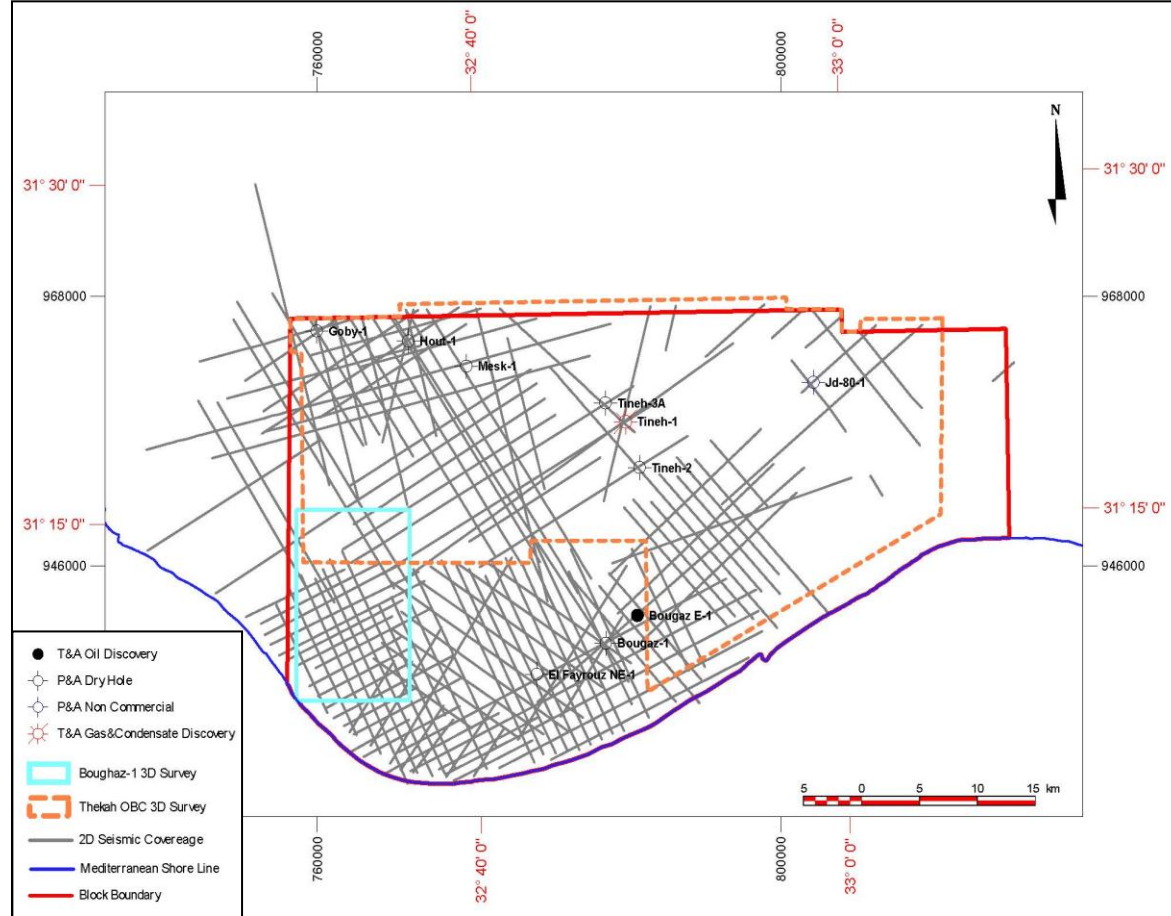 760000
32° 40' 0"
800000
33° 0' 0"
N
31° 30' 0"
31° 30' 0"
968000
968000
Goby-1
Hout-1
Mesk-1
Jd-80-1
Tineh-3A
Tineh-1
Tineh-2
31° 15' 0"
31° 15' 0"
946000
946000
Bougaz E-1
Bougaz-1
El Fayrouz NE-1
T&A Oil Discovery
P&A Dry Hole
P&A Non Commercial
T&A Gas&Condensate Discovery
Boughaz-1 3D Survey
Thekah OBC 3D Survey
2D Seismic Covereage
Mediterranean Shore Line
Block Boundary
5 0 5 10 15 km
760000
32° 40' 0"
800000
33° 0' 0"